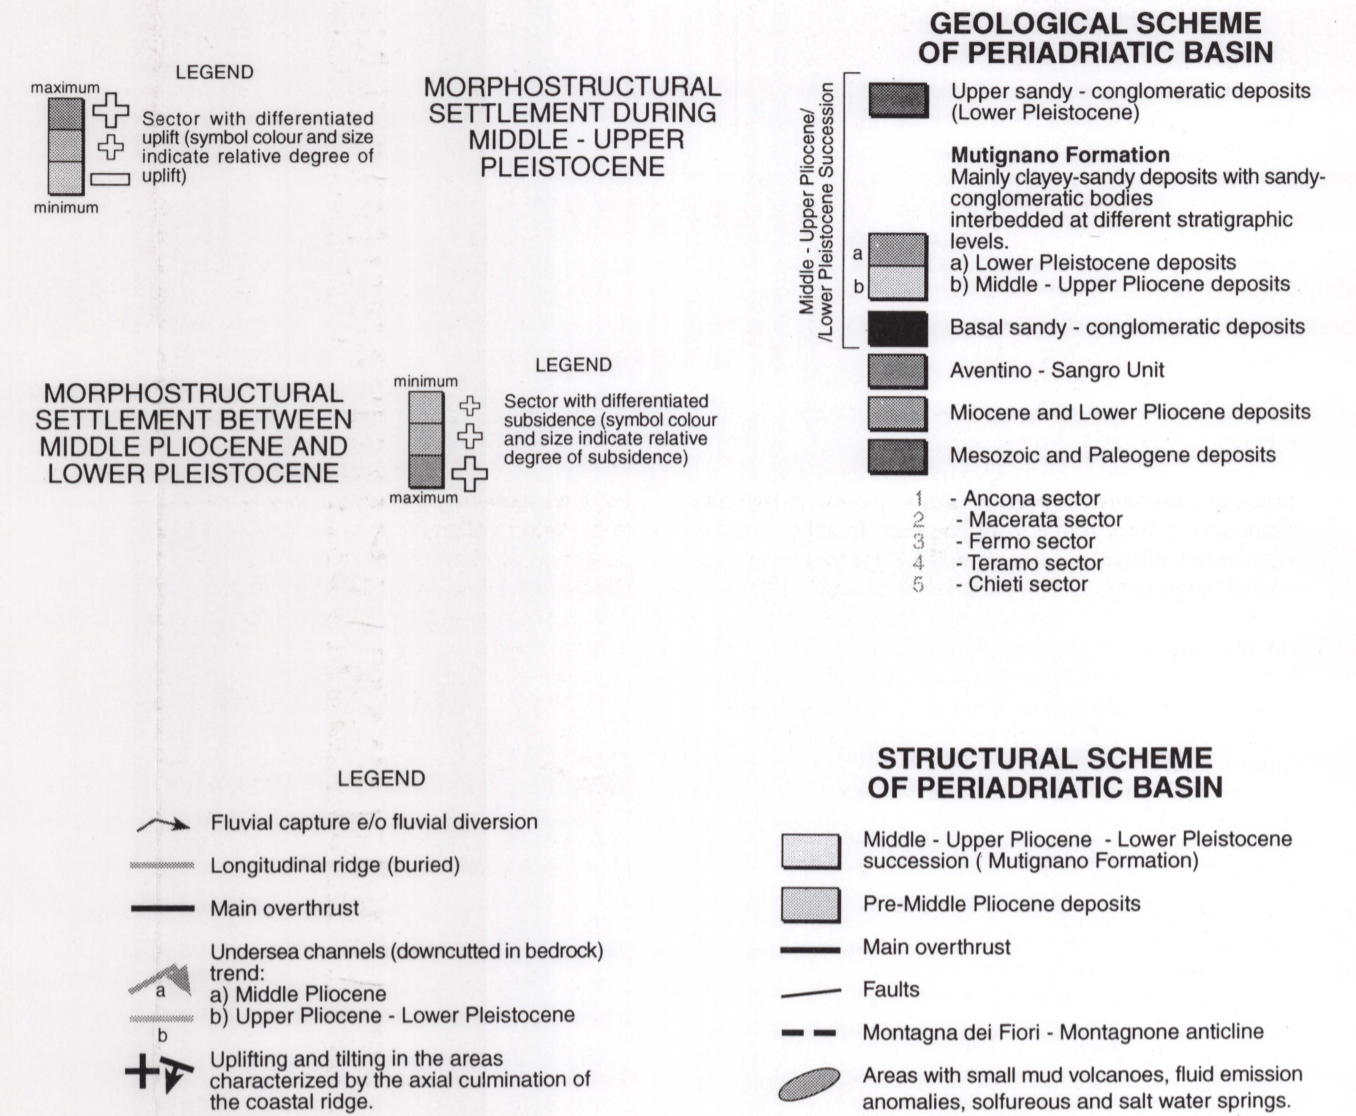 LEGEND
maximum
Sector with differentiated
uplift (symbol colour and size
indicate relative degree of
uplift)
minimum
MORPHOSTRUCTURAL
SETTLEMENT DURING
MIDDLE - UPPER
PLEISTOCENE
MORPHOSTRUCTURAL
SETTLEMENT BETWEEN
MIDDLE PLIOCENE AND
LOWER PLEISTOCENE
LEGEND
minimum
Sector with differentiated
subsidence (symbol colour
and size indicate relative
degree of subsidence)
maximum
GEOLOGICAL SCHEME
OF PERIADRIATIC BASIN
Middle - Upper Pliocene/
/Lower Pleistocene Succession
Upper sandy - conglomeratic deposits
(Lower Pleistocene)
Mutignano Formation
Mainly clayey-sandy deposits with sandy-
conglomeratic bodies
interbedded at different stratigraphic
levels.
a
a) Lower Pleistocene deposits
b
b) Middle - Upper Pliocene deposits
Basal sandy - conglomeratic deposits
Aventino - Sangro Unit
Miocene and Lower Pliocene deposits
Mesozoic and Paleogene deposits
1 - Ancona sector
2 - Macerata sector
3 - Fermo sector
4 - Teramo sector
5 - Chieti sector
LEGEND
Fluvial capture e/o fluvial diversion
Longitudinal ridge (buried)
Main overthrust
Undersea channels (downcutted in bedrock)
trend:
a
a) Middle Pliocene
b) Upper Pliocene - Lower Pleistocene
b
Uplifting and tilting in the areas
characterized by the axial culmination of
the coastal ridge.
STRUCTURAL SCHEME
OF PERIADRIATIC BASIN
Middle - Upper Pliocene - Lower Pleistocene
succession ( Mutignano Formation)
Pre-Middle Pliocene deposits
Main overthrust
Faults
Montagna dei Fiori - Montagnone anticline
Areas with small mud volcanoes, fluid emission
anomalies, solfureous and salt water springs.